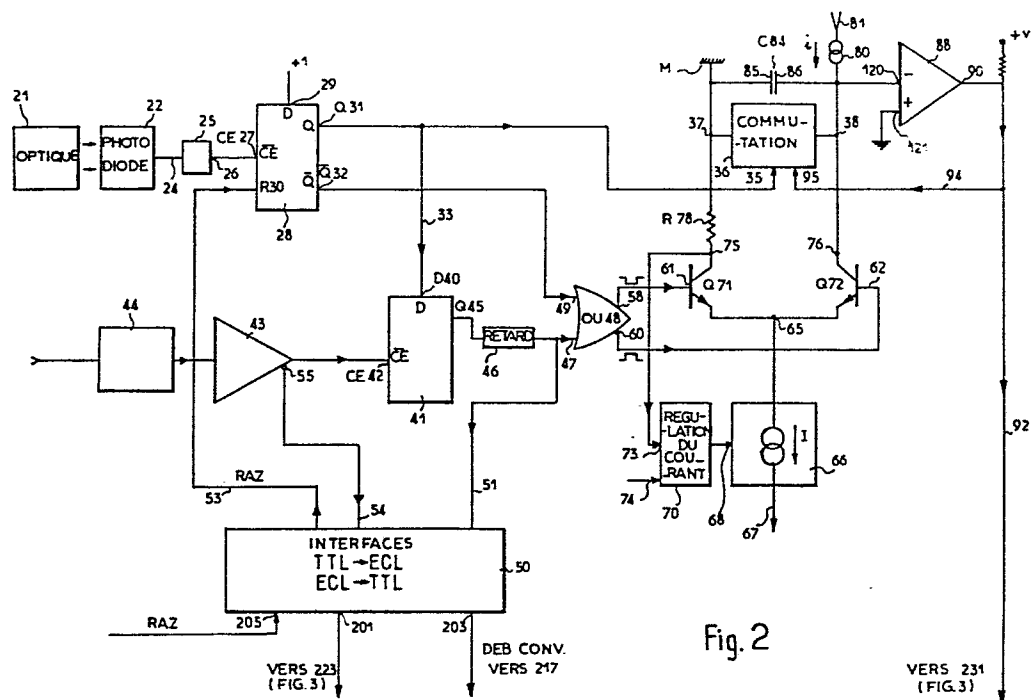 21
OPTIQUE
22
PHOTO
DIODE
24
25
26
CE 27
+1
29
D
CE
R30
28
Q
Q 31
Q
Q 32
33
D40
D
44
43
55
CE 42
CE
41
Q45
RETARD
46
49
OU 48
47
58
60
M
37
C 84
85
86
i
81
80
120
88
-
+
121
90
+v
COMMU-
-TATION
36
35
95
38
94
R 78
75
76
61
Q71
Q72
62
65
REGU-
-LATION
DU
COU-
-RANT
73
74
70
68
I
66
67
92
RAZ
53
54
51
INTERFACES
TTL→ECL
ECL→TTL
50
RAZ
205
201
203
VERS 223
(FIG.3)
DEB CONV.
VERS 217
Fig. 2
VERS 231
(FIG.3)